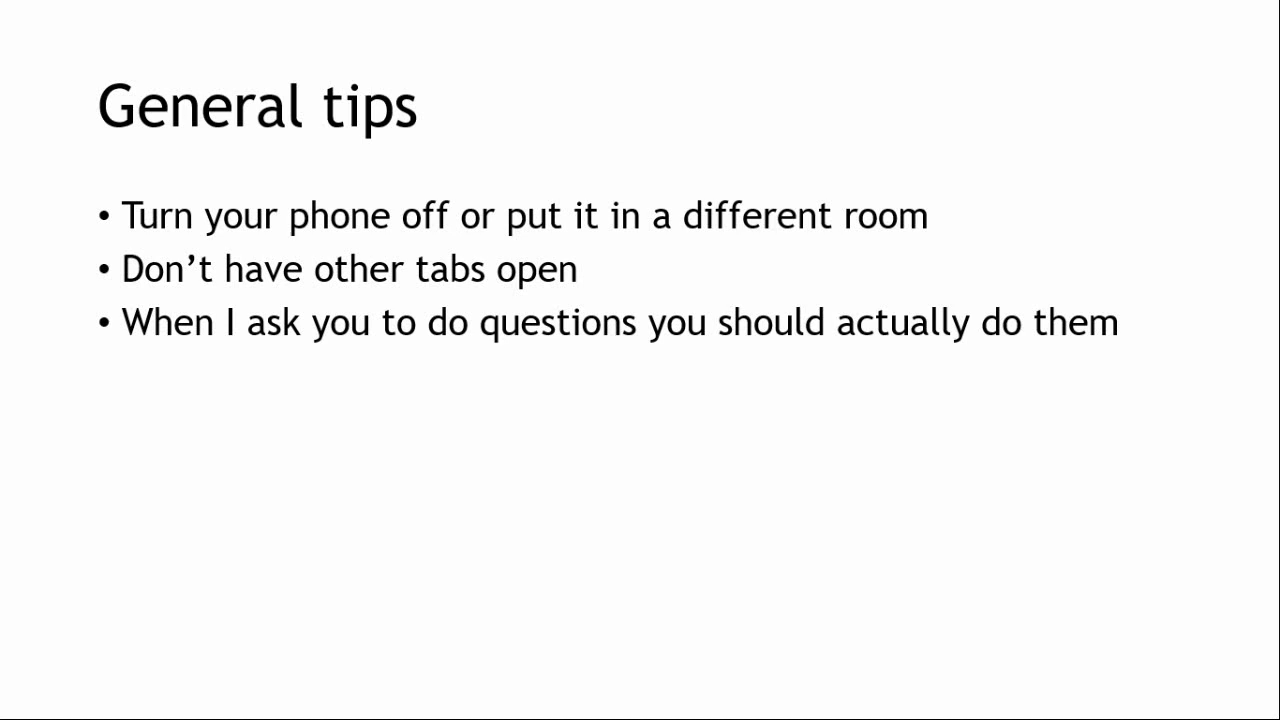 General tips
• Turn your phone off or put it in a different room
• Don’t have other tabs open
• When I ask you to do questions you should actually do them